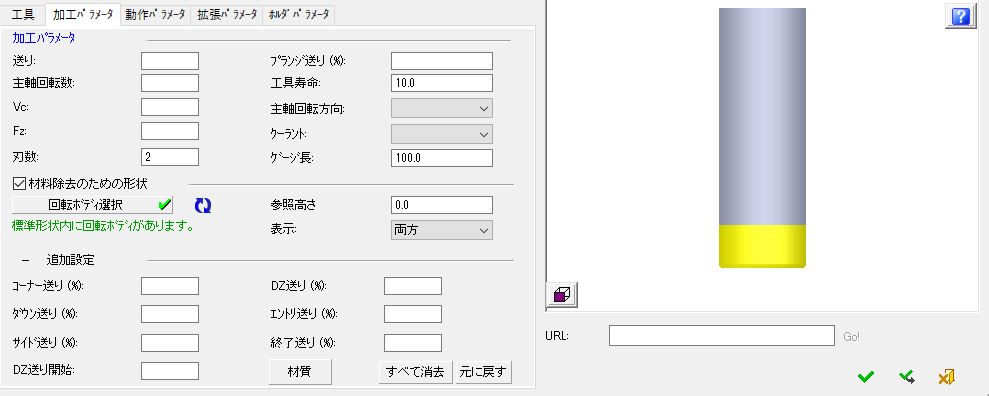 工具 加工ﾊﾟﾗﾒｰﾀ 動作ﾊﾟﾗﾒｰﾀ 拡張ﾊﾟﾗﾒｰﾀ ﾎﾙﾀﾞﾊﾟﾗﾒｰﾀ
加工ﾊﾟﾗﾒｰﾀ
送り: ﾌﾟﾗﾝｼﾞ送り (%):
主軸回転数: 工具寿命: 10.0
Vc: 主軸回転方向:
Fz: ｸｰﾗﾝﾄ:
刃数: 2 ｹﾞｰｼﾞ長: 100.0
材料除去のための形状
回転ﾎﾞﾃﾞｨ選択 参照高さ 0.0
標準形状内に回転ﾎﾞﾃﾞｨがあります。 表示: 両方
追加設定
ｺｰﾅｰ送り (%): DZ送り (%):
ﾀﾞｳﾝ送り (%): ｴﾝﾄﾘ送り (%):
ｻｲﾄﾞ送り (%): 終了送り (%):
DZ送り開始: 材質 すべて消去 元に戻す
?
URL: Go!